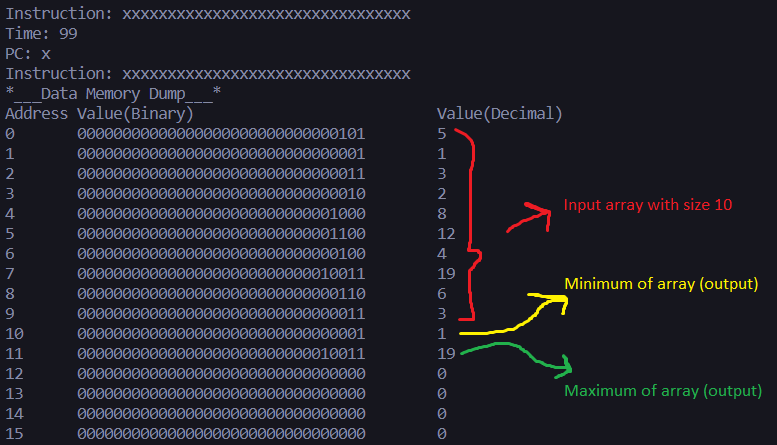 Instruction: xxxxxxxxxxxxxxxxxxxxxxxxxxxxxxxx
Time: 99
PC: x
Instruction: xxxxxxxxxxxxxxxxxxxxxxxxxxxxxxxx
*___Data Memory Dump___*
Address Value(Binary) Value(Decimal)
0 00000000000000000000000000000101 5
1 00000000000000000000000000000001 1
2 00000000000000000000000000000011 3
3 00000000000000000000000000000010 2
4 00000000000000000000000000001000 8
5 00000000000000000000000000001100 12
6 00000000000000000000000000000100 4
7 00000000000000000000000000010011 19
8 00000000000000000000000000000110 6
9 00000000000000000000000000000011 3
10 00000000000000000000000000000001 1
11 00000000000000000000000000010011 19
12 00000000000000000000000000000000 0
13 00000000000000000000000000000000 0
14 00000000000000000000000000000000 0
15 00000000000000000000000000000000 0
Input array with size 10
Minimum of array (output)
Maximum of array (output)